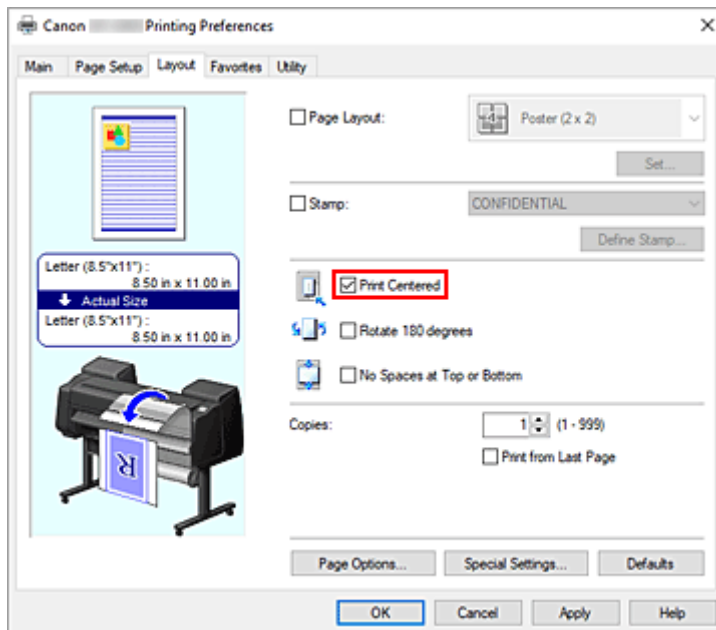 Canon Printing Preferences
Main Page Setup Layout Favorites Utility
Page Layout: Poster (2 x 2)
Set...
Stamp: CONFIDENTIAL
Define Stamp...
Letter (8.5"x11") :
8.50 in x 11.00 in
Actual Size
Letter (8.5"x11") :
8.50 in x 11.00 in
Print Centered
Rotate 180 degrees
No Spaces at Top or Bottom
Copies: 1 (1 - 999)
Print from Last Page
R
Page Options... Special Settings... Defaults
OK Cancel Apply Help